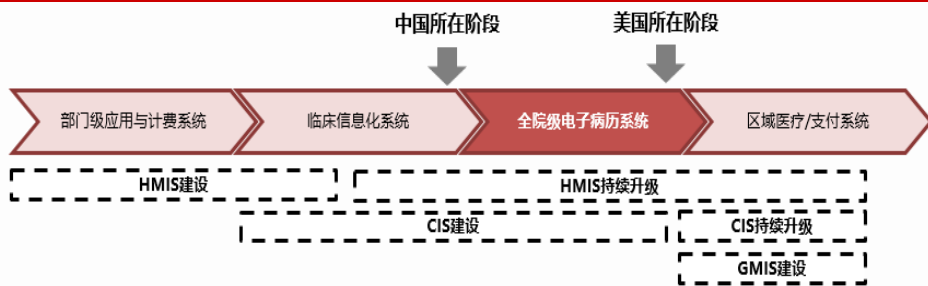 中国所在阶段
美国所在阶段
部门级应用与计费系统
临床信息化系统
全院级电子病历系统
区域医疗/支付系统
HMIS建设
HMIS持续升级
CIS建设
CIS持续升级
GMIS建设